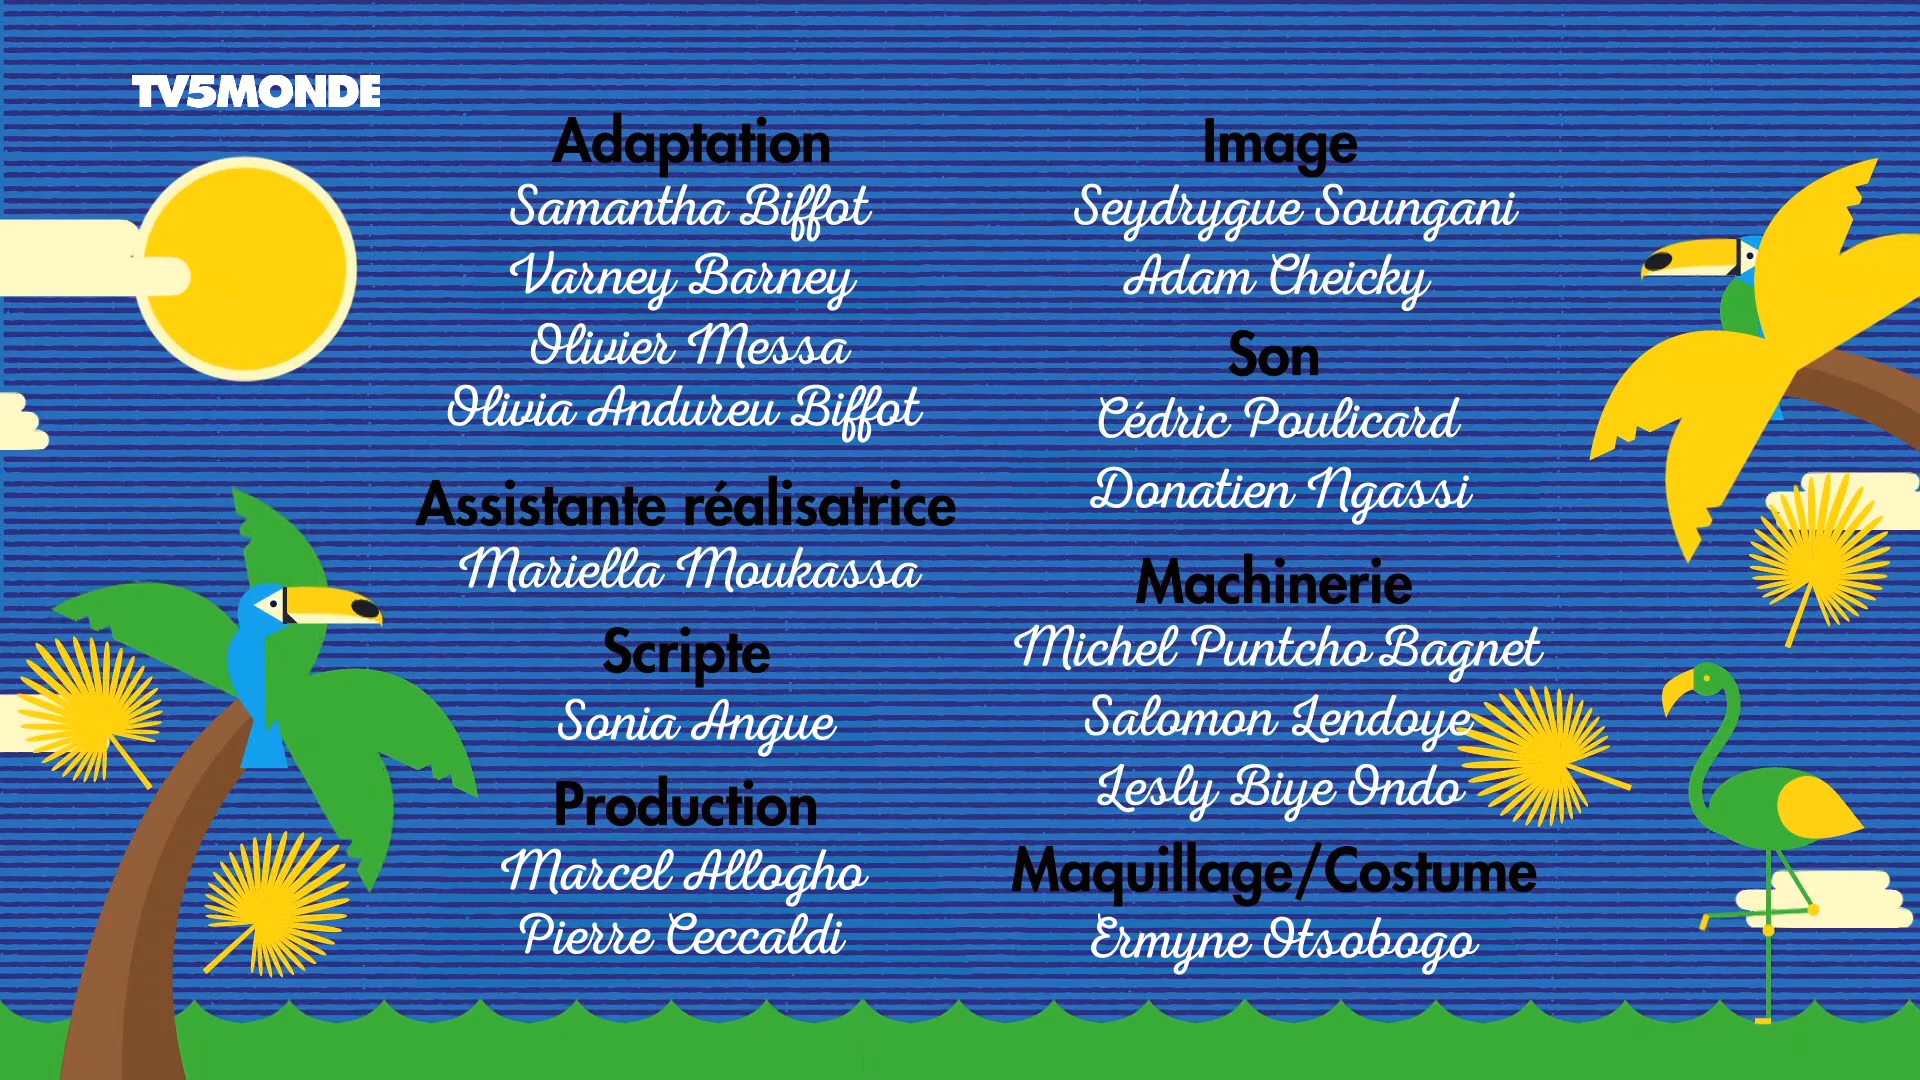 TV5MONDE
Adaptation
Samantha Biffot
Varney Barney
Olivier Messa
Olivia Andureu Biffot
Assistante réalisatrice
Mariella Moukassa
Scripte
Sonia Angue
Production
Marcel Allogho
Pierre Ceccaldi
Image
Seydrygue Soungani
Adam Cheicky
Son
Cédric Poulicard
Donatien Ngassi
Machinerie
Michel Puntcho Bagnet
Salomon Lendoye
Lesly Biye Ondo
Maquillage/Costume
Ermyne Otsobogo